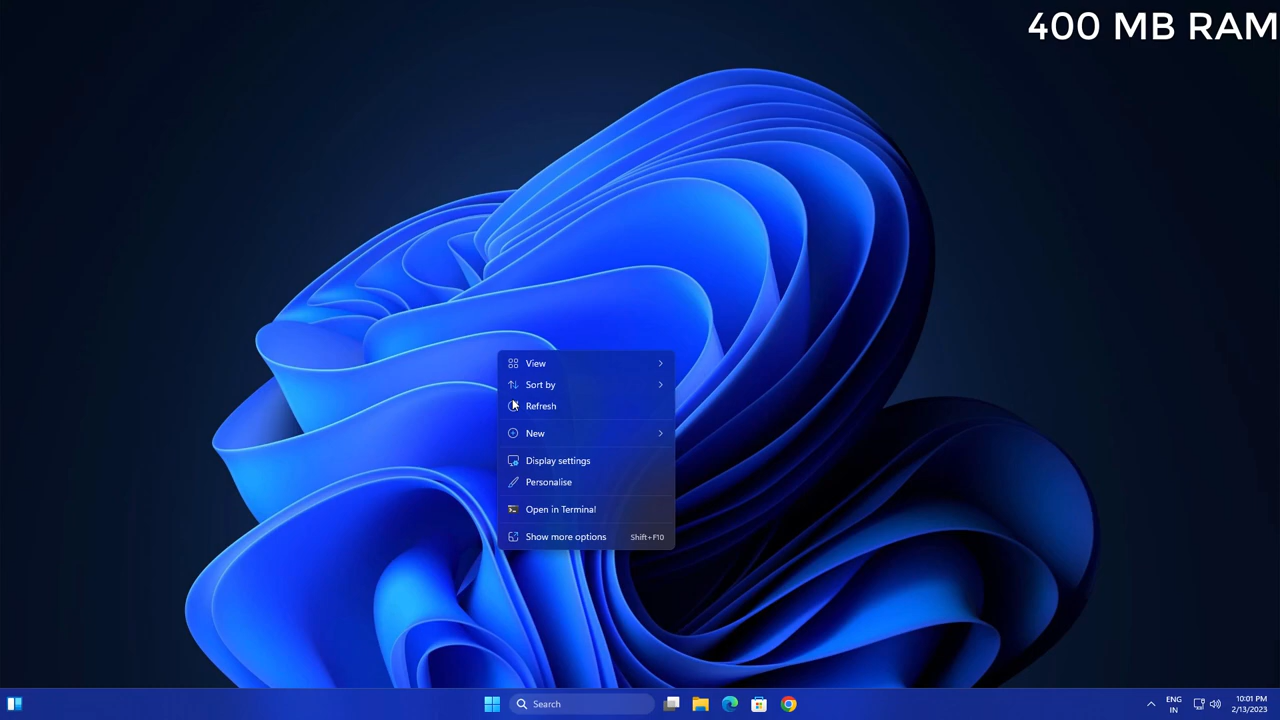 400 MB RAM
View
Sort by
Refresh
New
Display settings
Personalise
Open in Terminal
Show more options Shift+F10
Search
ENG
IN
10:01 PM
2/13/2023